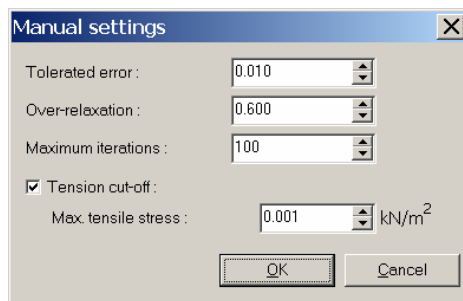 Manual settings
Tolerated error : 0.010
Over-relaxation : 0.600
Maximum iterations : 100
Tension cut-off :
Max. tensile stress : 0.001 kN/m²
OK Cancel